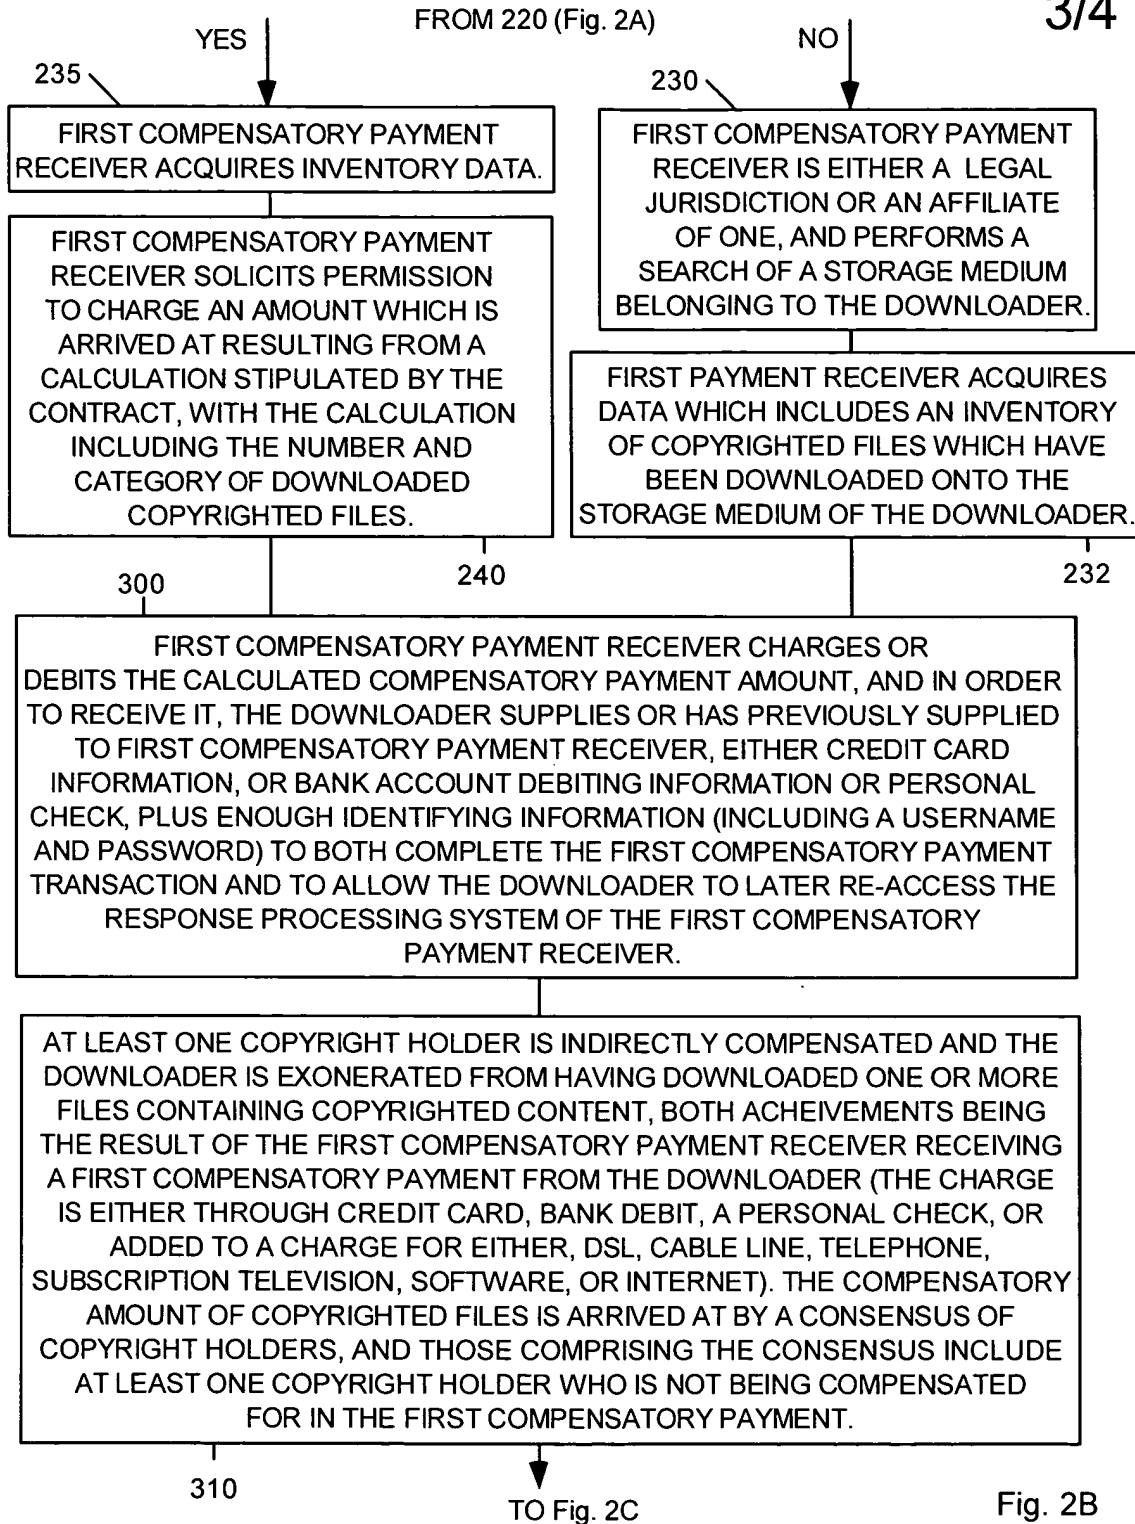 3/4
FROM 220 (Fig. 2A)
YES
NO
235
230
FIRST COMPENSATORY PAYMENT
RECEIVER ACQUIRES INVENTORY DATA.
FIRST COMPENSATORY PAYMENT
RECEIVER IS EITHER A LEGAL
JURISDICTION OR AN AFFILIATE
OF ONE, AND PERFORMS A
SEARCH OF A STORAGE MEDIUM
BELONGING TO THE DOWNLOADER.
FIRST COMPENSATORY PAYMENT
RECEIVER SOLICITS PERMISSION
TO CHARGE AN AMOUNT WHICH IS
ARRIVED AT RESULTING FROM A
CALCULATION STIPULATED BY THE
CONTRACT, WITH THE CALCULATION
INCLUDING THE NUMBER AND
CATEGORY OF DOWNLOADED
COPYRIGHTED FILES.
FIRST PAYMENT RECEIVER ACQUIRES
DATA WHICH INCLUDES AN INVENTORY
OF COPYRIGHTED FILES WHICH HAVE
BEEN DOWNLOADED ONTO THE
STORAGE MEDIUM OF THE DOWNLOADER.
240
232
300
FIRST COMPENSATORY PAYMENT RECEIVER CHARGES OR
DEBITS THE CALCULATED COMPENSATORY PAYMENT AMOUNT, AND IN ORDER
TO RECEIVE IT, THE DOWNLOADER SUPPLIES OR HAS PREVIOUSLY SUPPLIED
TO FIRST COMPENSATORY PAYMENT RECEIVER, EITHER CREDIT CARD
INFORMATION, OR BANK ACCOUNT DEBITING INFORMATION OR PERSONAL
CHECK, PLUS ENOUGH IDENTIFYING INFORMATION (INCLUDING A USERNAME
AND PASSWORD) TO BOTH COMPLETE THE FIRST COMPENSATORY PAYMENT
TRANSACTION AND TO ALLOW THE DOWNLOADER TO LATER RE-ACCESS THE
RESPONSE PROCESSING SYSTEM OF THE FIRST COMPENSATORY
PAYMENT RECEIVER.
AT LEAST ONE COPYRIGHT HOLDER IS INDIRECTLY COMPENSATED AND THE
DOWNLOADER IS EXONERATED FROM HAVING DOWNLOADED ONE OR MORE
FILES CONTAINING COPYRIGHTED CONTENT, BOTH ACHEIVEMENTS BEING
THE RESULT OF THE FIRST COMPENSATORY PAYMENT RECEIVER RECEIVING
A FIRST COMPENSATORY PAYMENT FROM THE DOWNLOADER (THE CHARGE
IS EITHER THROUGH CREDIT CARD, BANK DEBIT, A PERSONAL CHECK, OR
ADDED TO A CHARGE FOR EITHER, DSL, CABLE LINE, TELEPHONE,
SUBSCRIPTION TELEVISION, SOFTWARE, OR INTERNET). THE COMPENSATORY
AMOUNT OF COPYRIGHTED FILES IS ARRIVED AT BY A CONSENSUS OF
COPYRIGHT HOLDERS, AND THOSE COMPRISING THE CONSENSUS INCLUDE
AT LEAST ONE COPYRIGHT HOLDER WHO IS NOT BEING COMPENSATED
FOR IN THE FIRST COMPENSATORY PAYMENT.
310
TO Fig. 2C
Fig. 2B